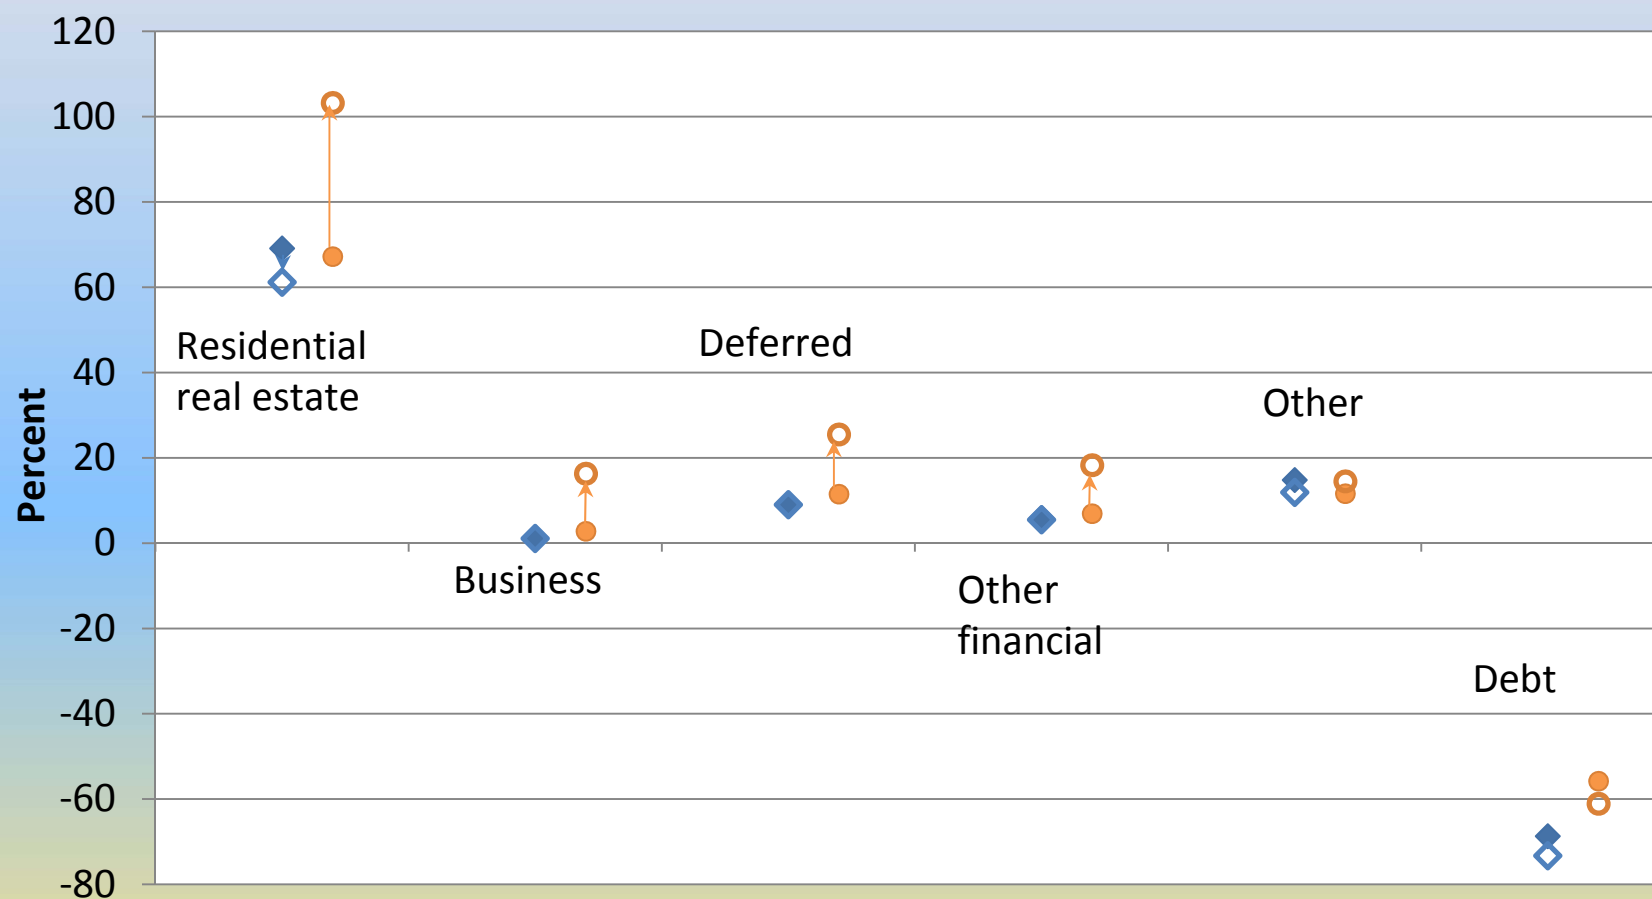 120
100
80
60
40
20
0
-20
-40
-60
-80
Percent
Residential
real estate
Business
Deferred
Other
financial
Other
Debt